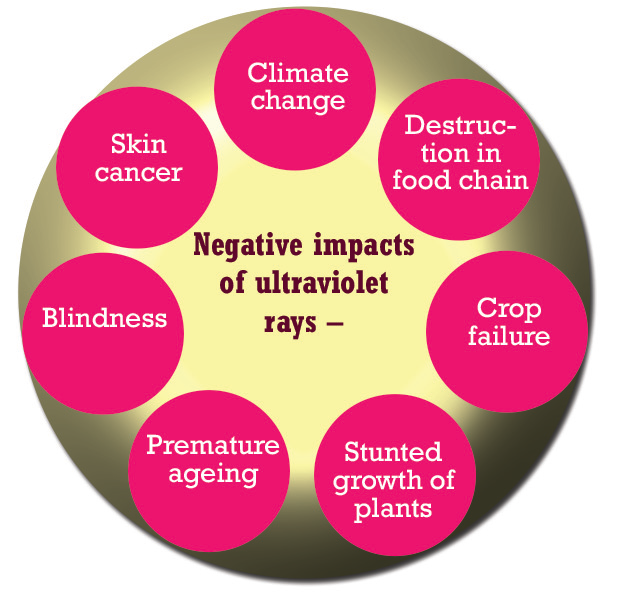 Negative impacts
of ultraviolet
rays –
Climate
change
Destruc-
tion in
food chain
Crop
failure
Stunted
growth of
plants
Premature
ageing
Blindness
Skin
cancer